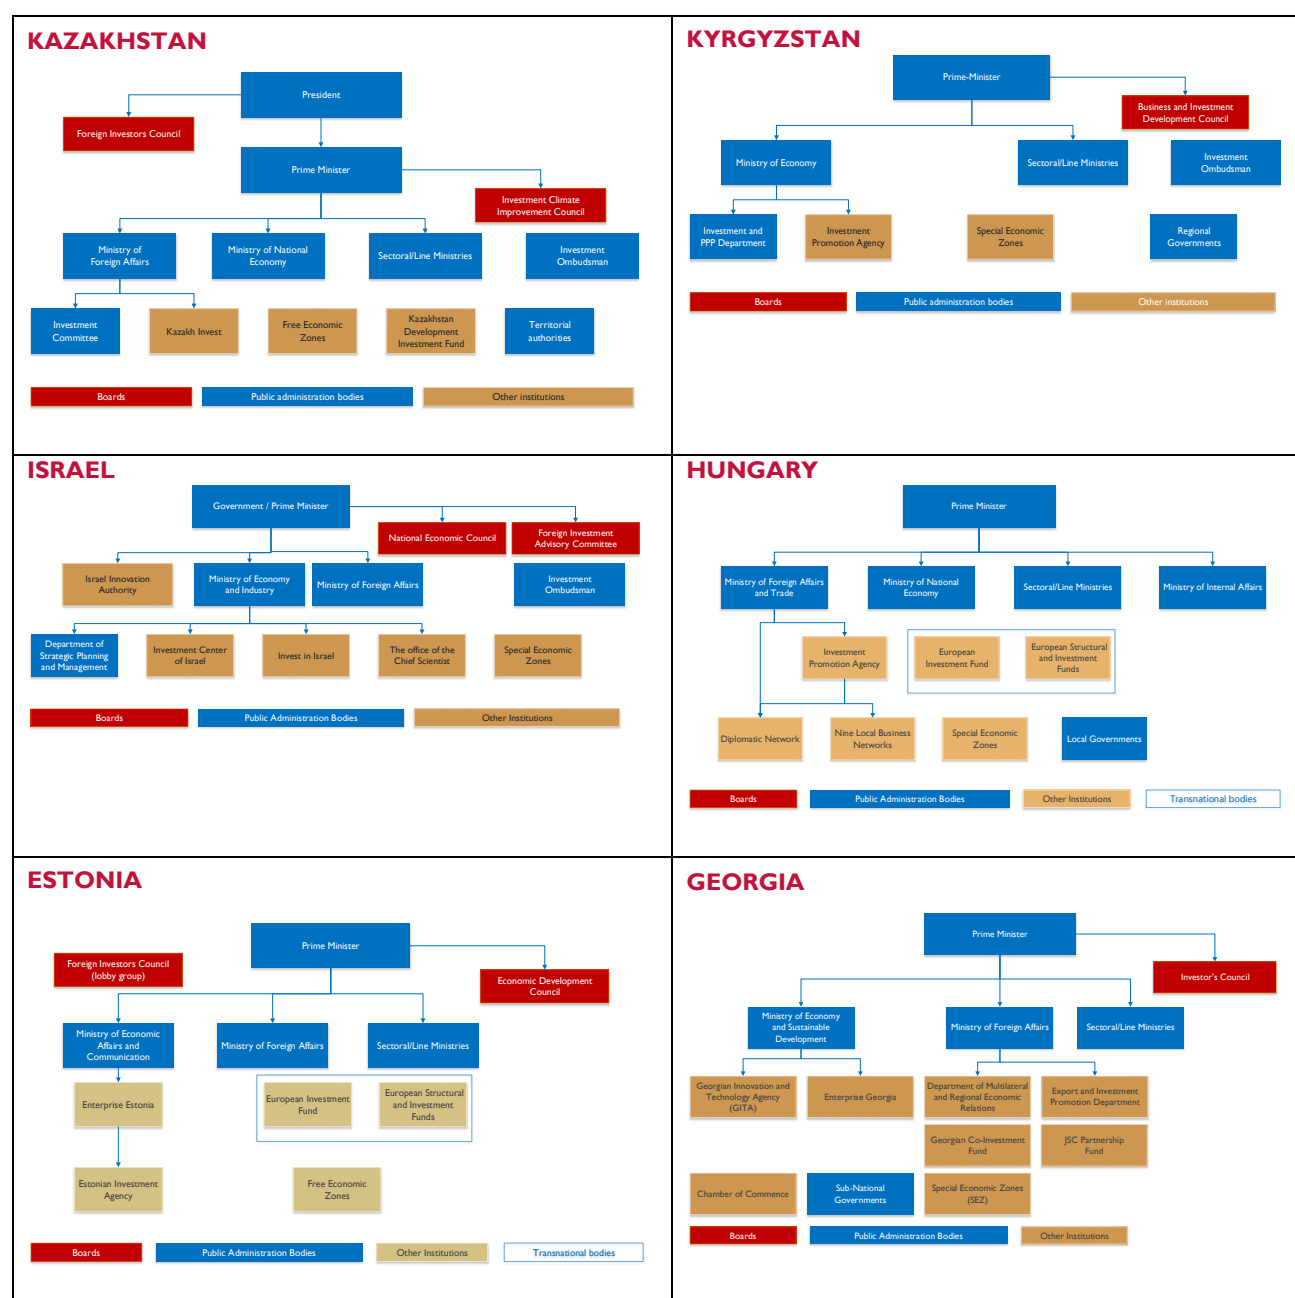 KAZAKHSTAN
President
Foreign Investors Council
Prime Minister
Investment Climate
Improvement Council
Ministry of
Foreign Affairs
Ministry of National
Economy
Sectoral/Line Ministries
Investment
Ombudsman
Investment
Committee
Kazakh Invest
Free Economic
Zones
Kazakhstan
Development
Investment Fund
Territorial
authorities
Boards
Public administration bodies
Other institutions
KYRGYZSTAN
Prime-Minister
Business and Investment
Development Council
Ministry of Economy
Sectoral/Line Ministries
Investment
Ombudsman
Investment and
PPP Department
Investment
Promotion Agency
Special Economic
Zones
Regional
Governments
Boards
Public administration bodies
Other institutions
ISRAEL
Government / Prime Minister
National Economic Council
Foreign Investment
Advisory Committee
Israel Innovation
Authority
Ministry of Economy
and Industry
Ministry of Foreign Affairs
Investment
Ombudsman
Department of
Strategic Planning
and Management
Investment Center
of Israel
Invest in Israel
The office of the
Chief Scientist
Special Economic
Zones
Boards
Public Administration Bodies
Other Institutions
HUNGARY
Prime Minister
Ministry of Foreign Affairs
and Trade
Ministry of National
Economy
Sectoral/Line Ministries
Ministry of Internal Affairs
Investment
Promotion Agency
European
Investment Fund
European Structural
and Investment
Funds
Diplomatic Network
Nine Local Business
Networks
Special Economic
Zones
Local Governments
Boards
Public Administration Bodies
Other Institutions
Transnational bodies
ESTONIA
Prime Minister
Foreign Investors Council
(lobby group)
Economic Development
Council
Ministry of Economic
Affairs and
Communication
Ministry of Foreign Affairs
Sectoral/Line Ministries
Enterprise Estonia
European Investment
Fund
European Structural
and Investment
Funds
Estonian Investment
Agency
Free Economic
Zones
Boards
Public Administration Bodies
Other Institutions
Transnational bodies
GEORGIA
Prime Minister
Investor's Council
Ministry of Economy
and Sustainable
Development
Ministry of Foreign Affairs
Sectoral/Line Ministries
Georgian Innovation and
Technology Agency
(GITA)
Enterprise Georgia
Department of Multilateral
and Regional Economic
Relations
Export and Investment
Promotion Department
Georgian Co-Investment
Fund
JSC Partnership
Fund
Chamber of Commerce
Sub-National
Governments
Special Economic Zones
(SEZ)
Boards
Public Administration Bodies
Other Institutions